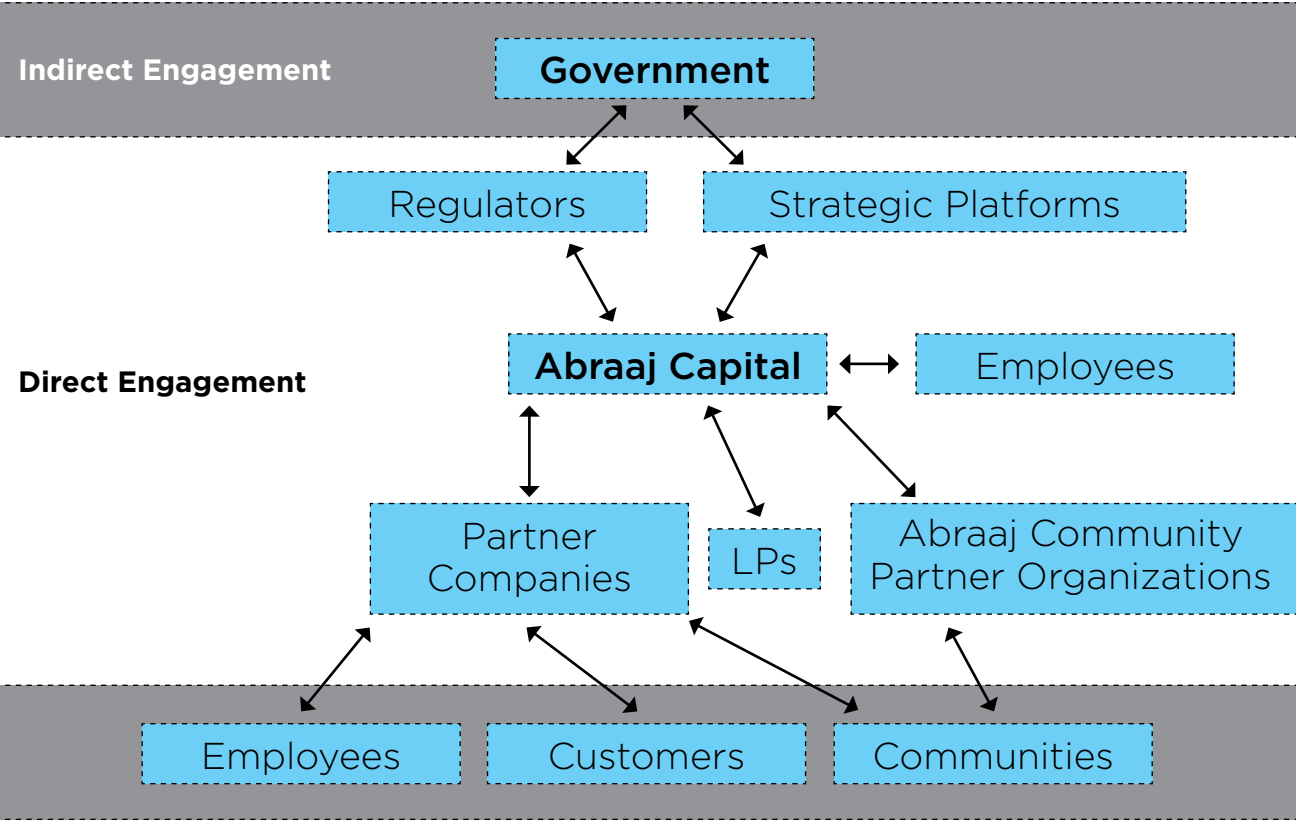 Indirect Engagement
Government
Regulators
Strategic Platforms
Abraaj Capital
Employees
Direct Engagement
Partner
Companies
LPs
Abraaj Community
Partner Organizations
Employees
Customers
Communities